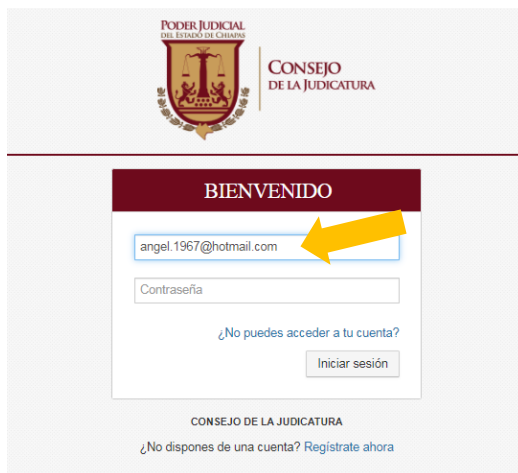 PODER JUDICIAL
DEL ESTADO DE CHIAPAS
CONSEJO
DE LA JUDICATURA
BIENVENIDO
angel.1967@hotmail.com
Contraseña
¿No puedes acceder a tu cuenta?
Iniciar sesión
CONSEJO DE LA JUDICATURA
¿No dispones de una cuenta? Regístrate ahora